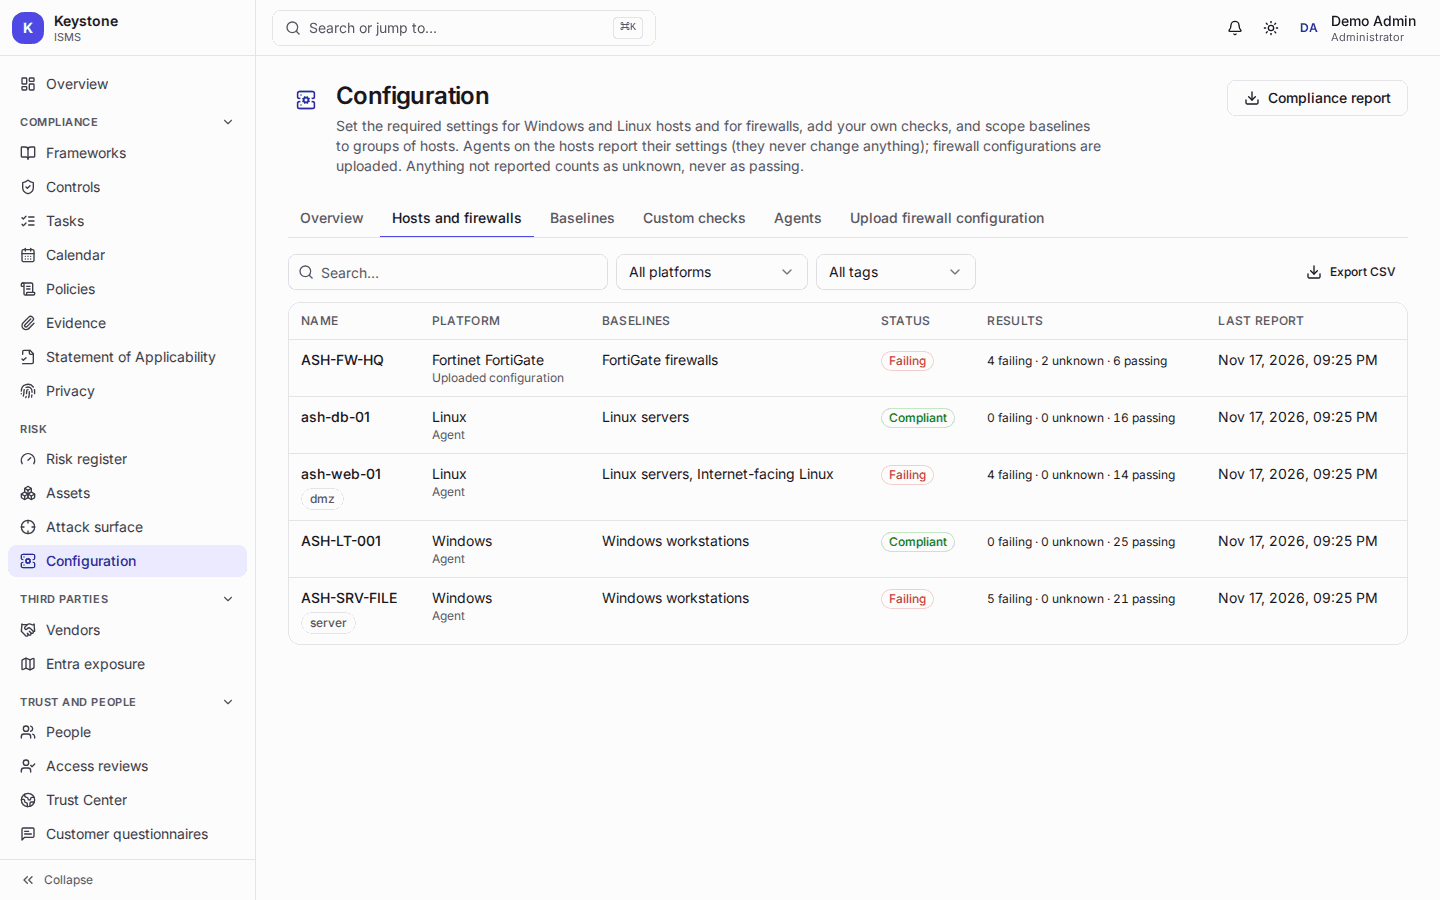 K
Keystone
ISMS
Search or jump to...
⌘K
DA
Demo Admin
Administrator
Overview
COMPLIANCE
Frameworks
Controls
Tasks
Calendar
Policies
Evidence
Statement of Applicability
Privacy
RISK
Risk register
Assets
Attack surface
Configuration
THIRD PARTIES
Vendors
Entra exposure
TRUST AND PEOPLE
People
Access reviews
Trust Center
Customer questionnaires
Collapse
Configuration
Compliance report
Set the required settings for Windows and Linux hosts and for firewalls, add your own checks, and scope baselines
to groups of hosts. Agents on the hosts report their settings (they never change anything); firewall configurations are
uploaded. Anything not reported counts as unknown, never as passing.
Overview Hosts and firewalls Baselines Custom checks Agents Upload firewall configuration
Search... All platforms All tags Export CSV
NAME PLATFORM BASELINES STATUS RESULTS LAST REPORT
ASH-FW-HQ Fortinet FortiGate FortiGate firewalls Failing 4 failing · 2 unknown · 6 passing Nov 17, 2026, 09:25 PM
Uploaded configuration
ash-db-01 Linux Linux servers Compliant 0 failing · 0 unknown · 16 passing Nov 17, 2026, 09:25 PM
Agent
ash-web-01 Linux Linux servers, Internet-facing Linux Failing 4 failing · 0 unknown · 14 passing Nov 17, 2026, 09:25 PM
dmz Agent
ASH-LT-001 Windows Windows workstations Compliant 0 failing · 0 unknown · 25 passing Nov 17, 2026, 09:25 PM
Agent
ASH-SRV-FILE Windows Windows workstations Failing 5 failing · 0 unknown · 21 passing Nov 17, 2026, 09:25 PM
server Agent